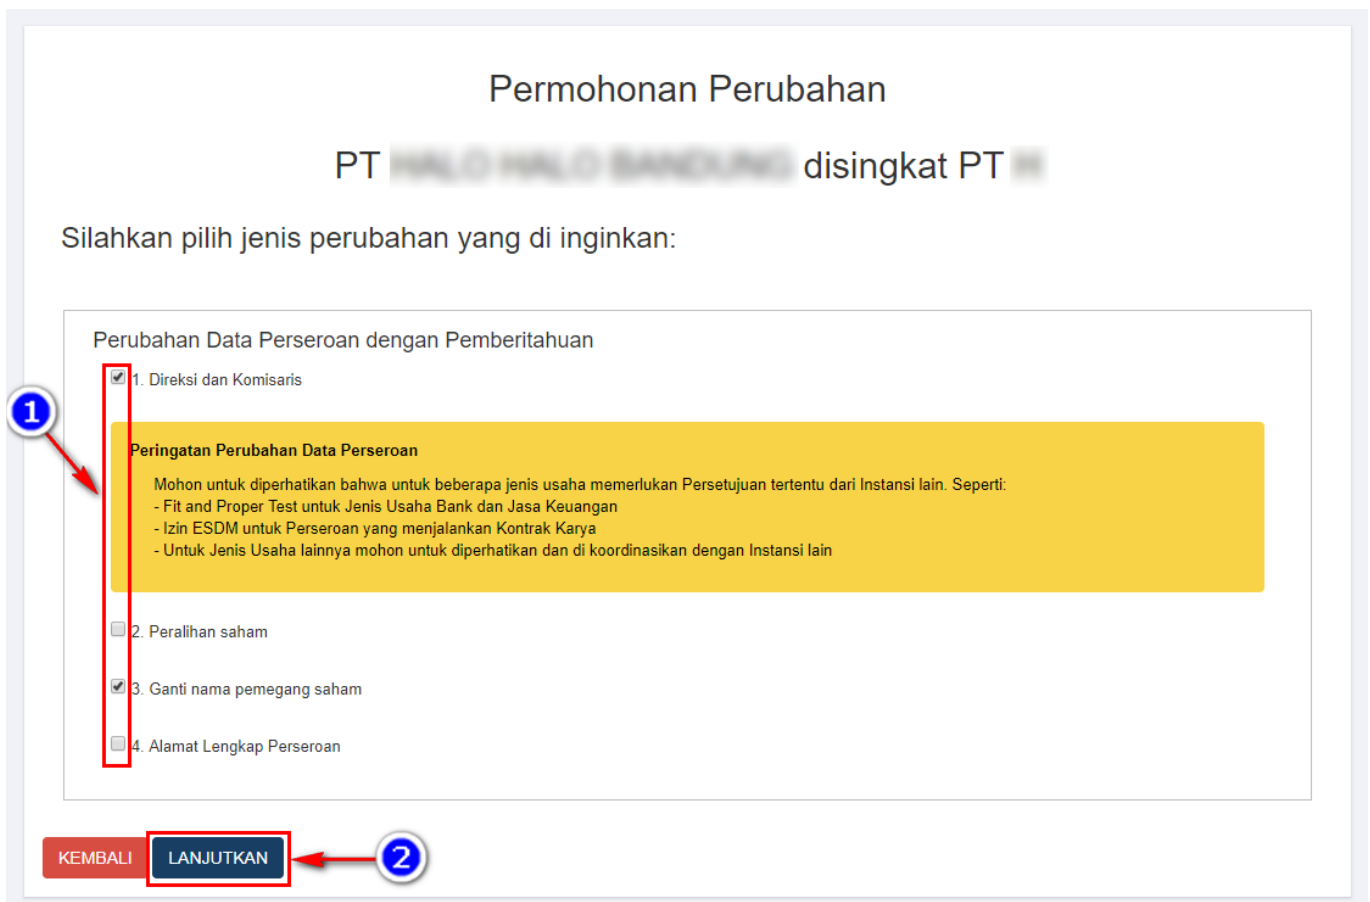 Permohonan Perubahan
PT HALO HALO BANDUNG disingkat PT H
Silahkan pilih jenis perubahan yang di inginkan:
Perubahan Data Perseroan dengan Pemberitahuan
1. Direksi dan Komisaris
1
Peringatan Perubahan Data Perseroan
Mohon untuk diperhatikan bahwa untuk beberapa jenis usaha memerlukan Persetujuan tertentu dari Instansi lain. Seperti:
- Fit and Proper Test untuk Jenis Usaha Bank dan Jasa Keuangan
- Izin ESDM untuk Perseroan yang menjalankan Kontrak Karya
- Untuk Jenis Usaha lainnya mohon untuk diperhatikan dan di koordinasikan dengan Instansi lain
2. Peralihan saham
3. Ganti nama pemegang saham
4. Alamat Lengkap Perseroan
KEMBALI LANJUTKAN 2